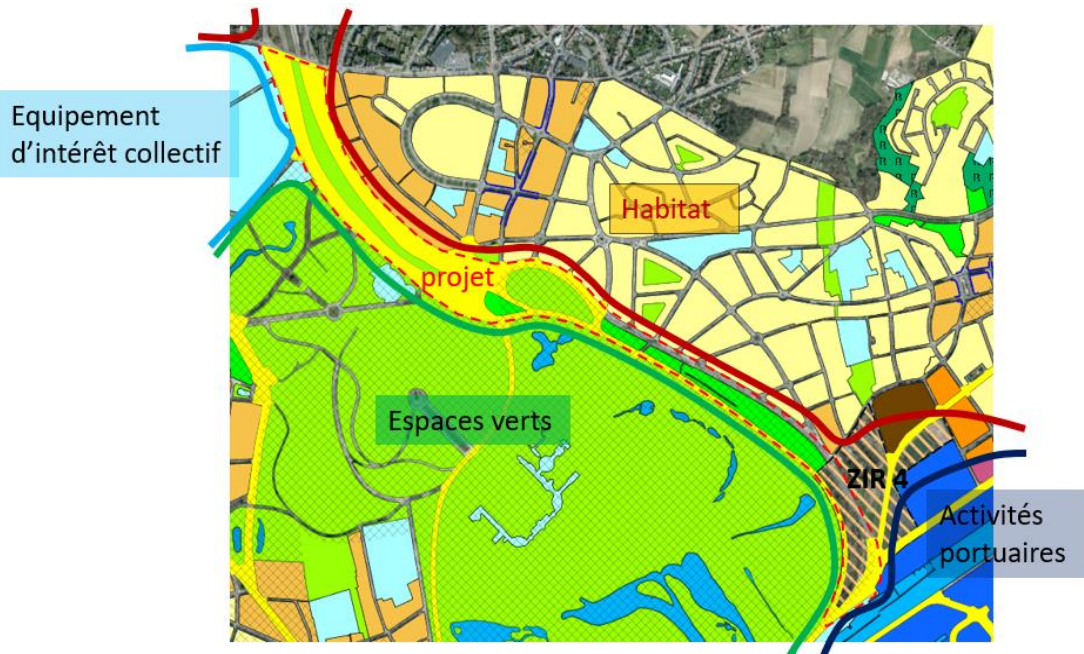 Equipement
d'intérêt collectif
Habitat
projet
Espaces verts
ZIR 4
Activités
portuaires